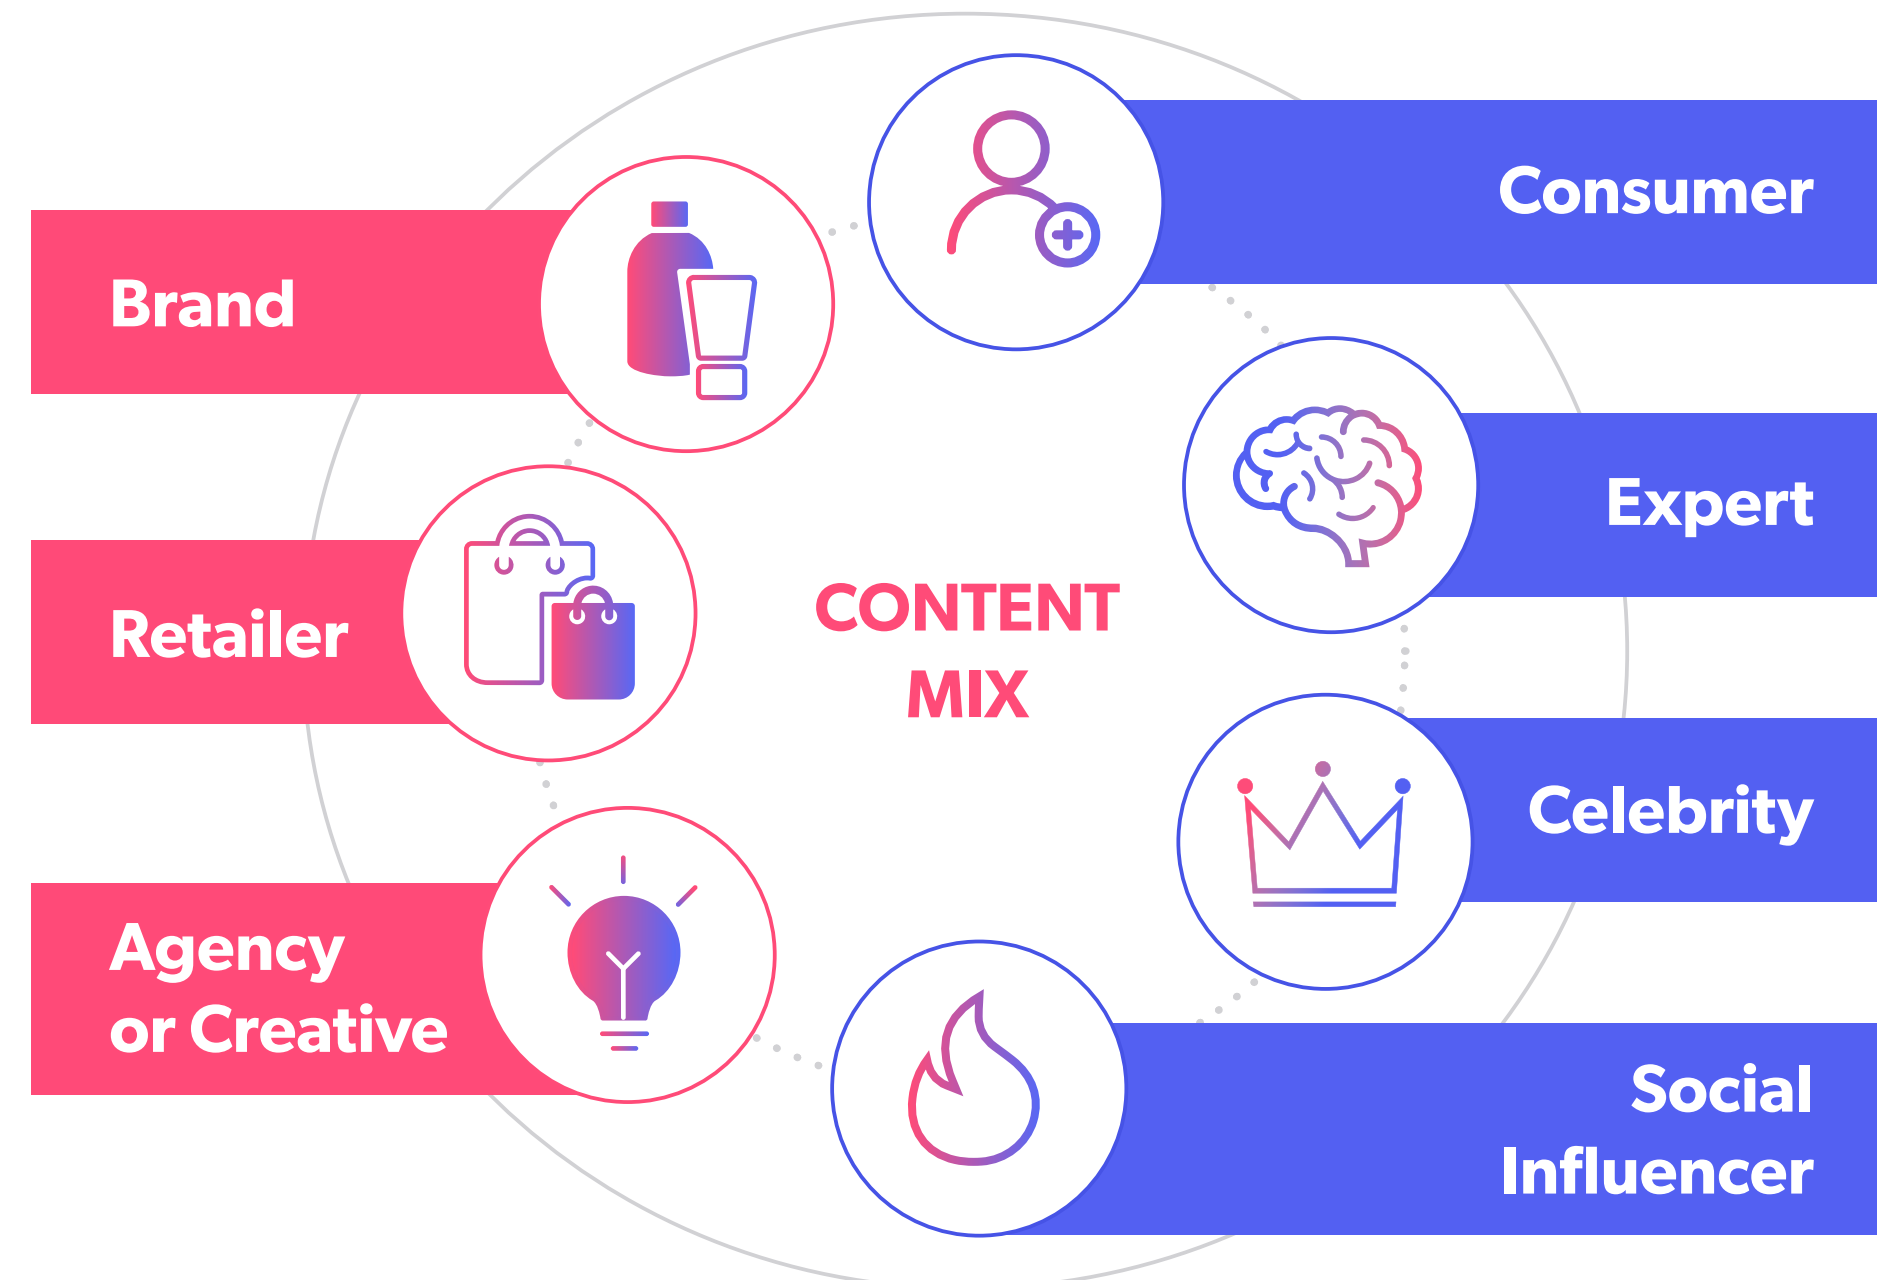 Brand
Retailer
Agency
or Creative
CONTENT
MIX
Consumer
Expert
Celebrity
Social
Influencer